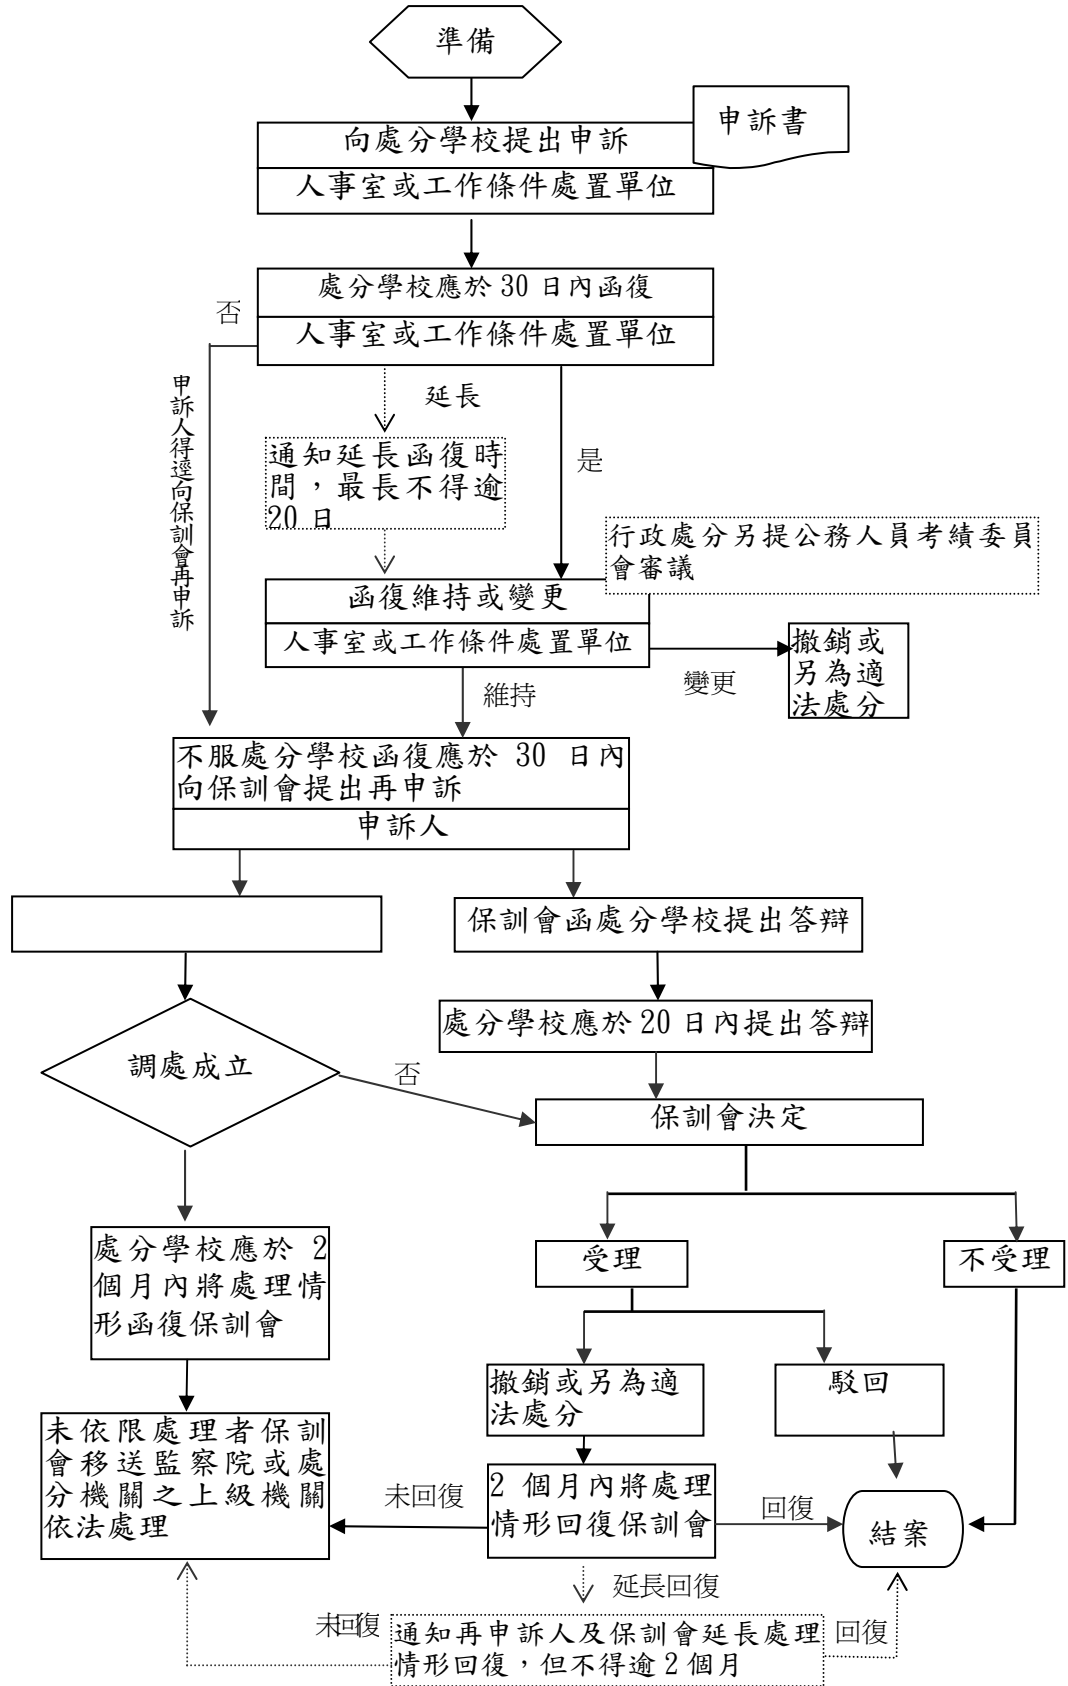 準備
申訴書
向處分學校提出申訴
人事室或工作條件處置單位
處分學校應於 30 日內函復
人事室或工作條件處置單位
否
申訴人得逕向保訓會再申訴
延長
是
通知延長函復時
間，最長不得逾
20 日
行政處分另提公務人員考績委員
會審議
函復維持或變更
人事室或工作條件處置單位
變更
撤銷或
另為適
法處分
維持
不服處分學校函復應於 30 日內
向保訓會提出再申訴
申訴人
保訓會函處分學校提出答辯
處分學校應於 20 日內提出答辯
調處成立
否
保訓會決定
處分學校應於 2
個月內將處理情
形函復保訓會
受理
不受理
撤銷或另為適
法處分
駁回
未依限處理者保訓
會移送監察院或處
分機關之上級機關
依法處理
未回復
2 個月內將處理
情形回復保訓會
回復
結案
延長回復
未回復
通知再申訴人及保訓會延長處理
情形回復，但不得逾 2 個月
回復